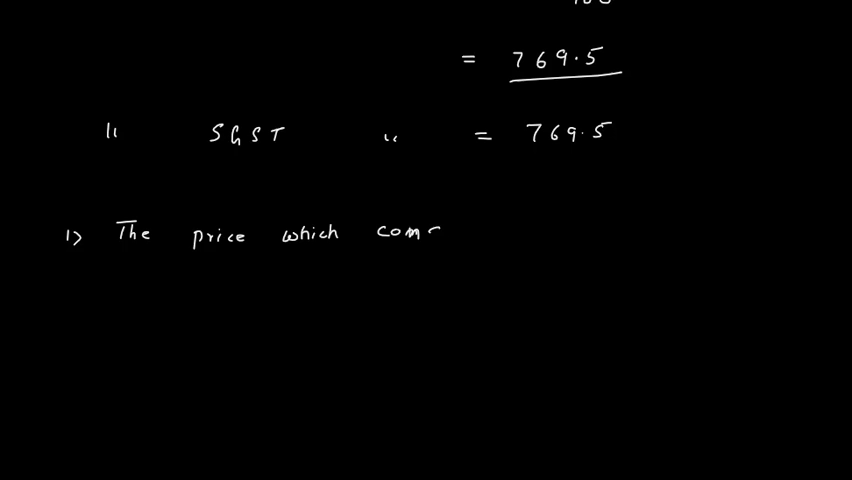 = 769.5
" SGST " = 769.5
1) The price which com